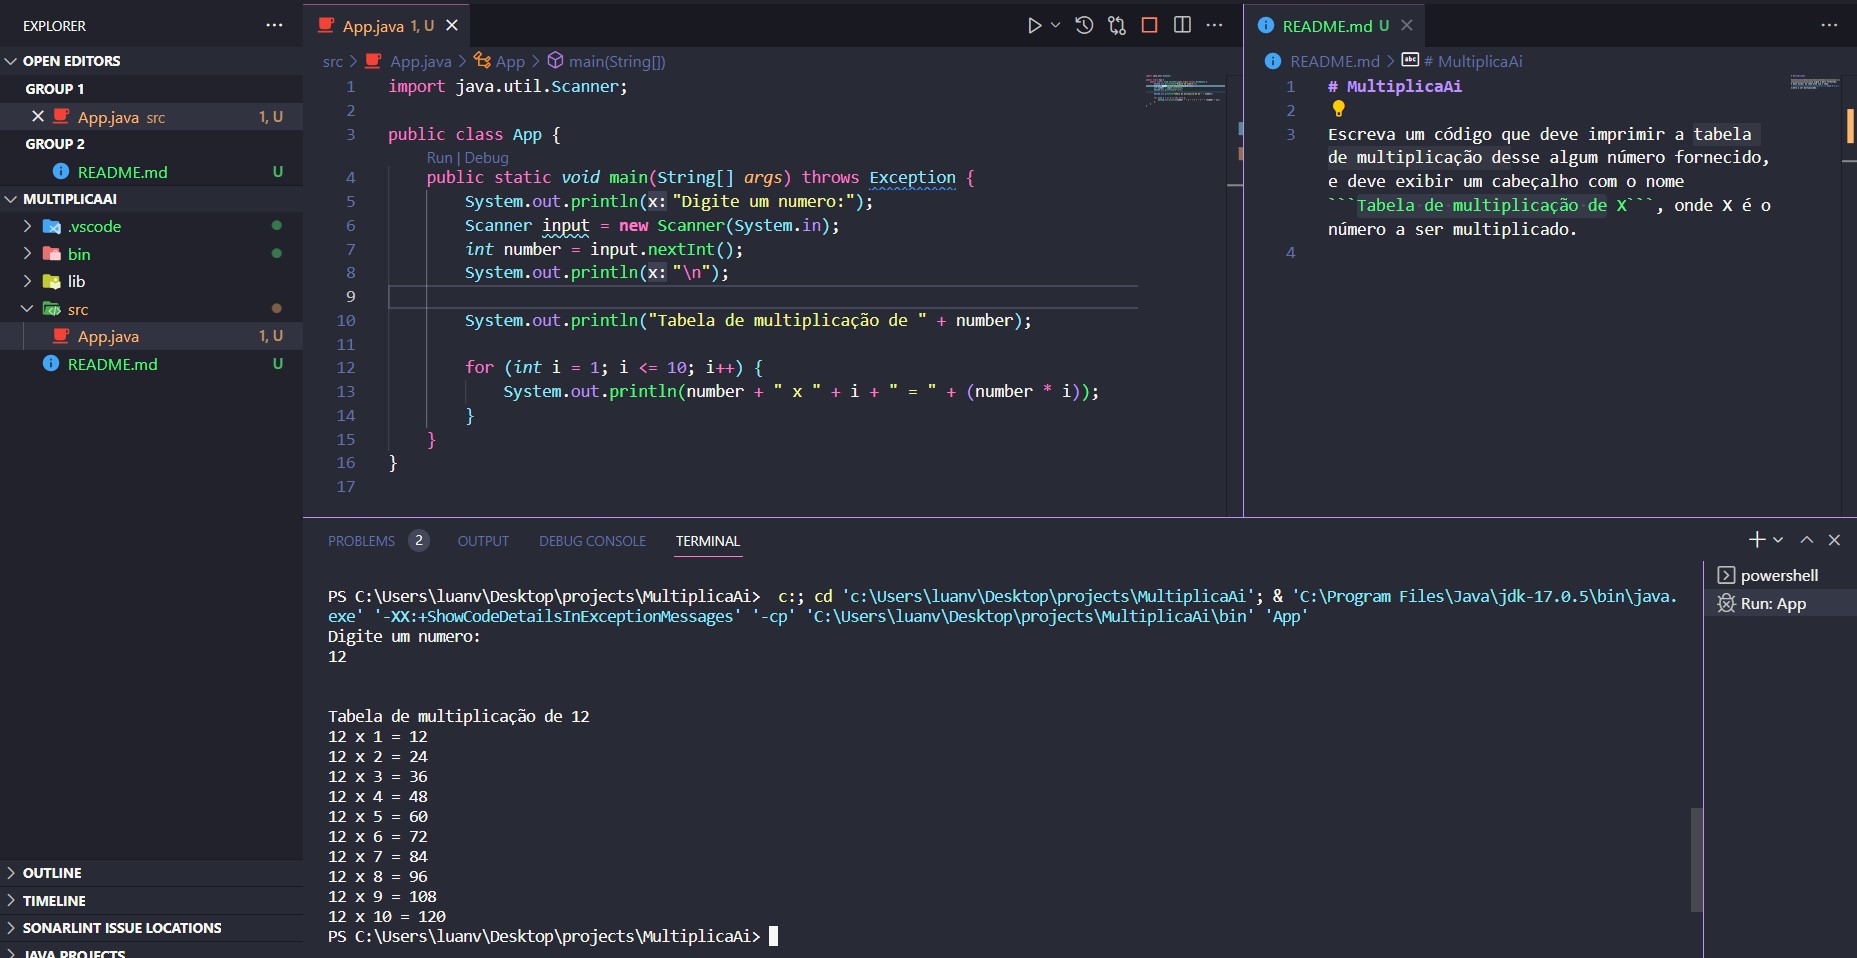 EXPLORER
OPEN EDITORS
GROUP 1
App.java src 1, U
GROUP 2
README.md U
MULTIPLICAAI
.vscode
bin
lib
src
App.java 1, U
README.md U
OUTLINE
TIMELINE
SONARLINT ISSUE LOCATIONS
JAVA PROJECTS
App.java 1, U
src > App.java > App > main(String[])
1 import java.util.Scanner;
2
3 public class App {
Run | Debug
4 public static void main(String[] args) throws Exception {
5 System.out.println(x: "Digite um numero:");
6 Scanner input = new Scanner(System.in);
7 int number = input.nextInt();
8 System.out.println(x: "\n");
9
10 System.out.println("Tabela de multiplicação de " + number);
11
12 for (int i = 1; i <= 10; i++) {
13 System.out.println(number + " x " + i + " = " + (number * i));
14 }
15 }
16 }
17
README.md U
README.md > abc # MultiplicaAi
1 # MultiplicaAi
2
3 Escreva um código que deve imprimir a tabela
de multiplicação desse algum número fornecido,
e deve exibir um cabeçalho com o nome
```Tabela de multiplicação de X```, onde X é o
número a ser multiplicado.
4
PROBLEMS 2 OUTPUT DEBUG CONSOLE TERMINAL
PS C:\Users\luanv\Desktop\projects\MultiplicaAi>  c:; cd 'c:\Users\luanv\Desktop\projects\MultiplicaAi'; & 'C:\Program Files\Java\jdk-17.0.5\bin\java.
exe' '-XX:+ShowCodeDetailsInExceptionMessages' '-cp' 'C:\Users\luanv\Desktop\projects\MultiplicaAi\bin' 'App'
Digite um numero:
12
Tabela de multiplicação de 12
12 x 1 = 12
12 x 2 = 24
12 x 3 = 36
12 x 4 = 48
12 x 5 = 60
12 x 6 = 72
12 x 7 = 84
12 x 8 = 96
12 x 9 = 108
12 x 10 = 120
PS C:\Users\luanv\Desktop\projects\MultiplicaAi>
powershell
Run: App